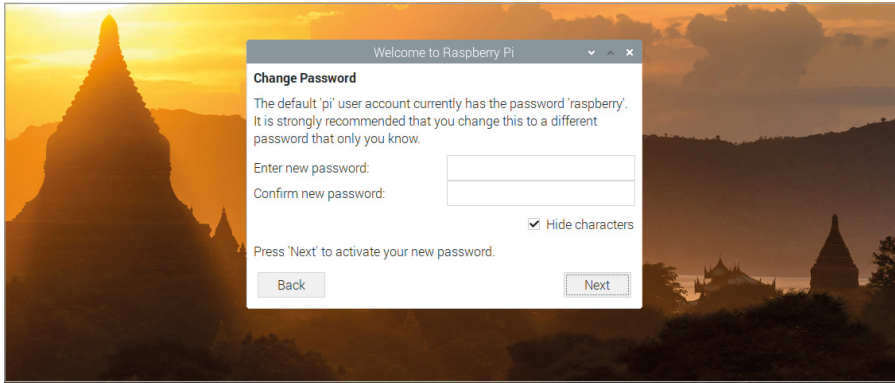 Welcome to Raspberry Pi
Change Password
The default 'pi' user account currently has the password 'raspberry'.
It is strongly recommended that you change this to a different
password that only you know.
Enter new password:
Confirm new password:
Hide characters
Press 'Next' to activate your new password.
Back
Next